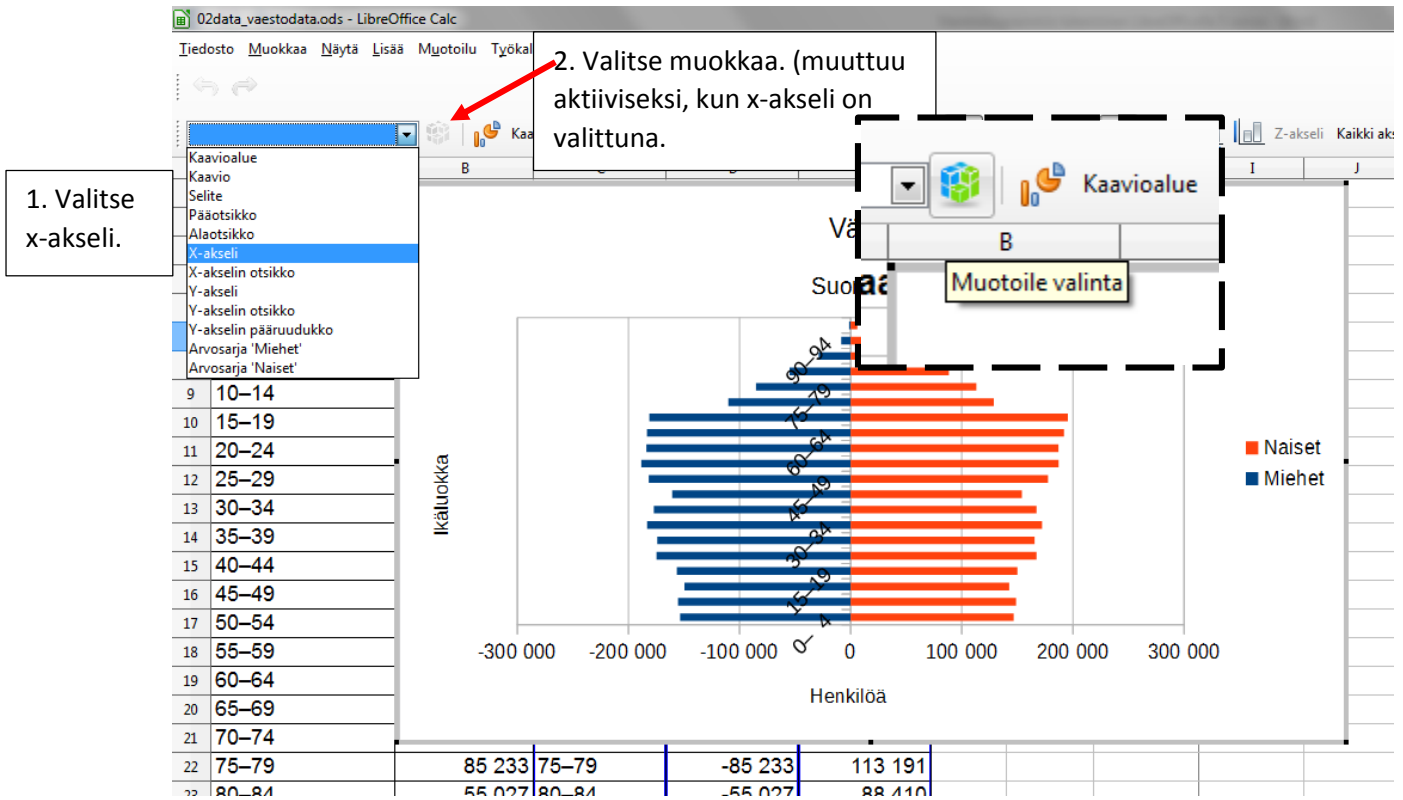 02data_vaestodata.ods - LibreOffice Calc
Tiedosto Muokkaa Näytä Lisää Muotoilu
2. Valitse muokkaa. (muuttuu
aktiiviseksi, kun x-akseli on
valittuna.
Z-akseli Kaikki aks
1. Valitse
x-akseli.
Kaavioalue
Kaavio
Selite
Pääotsikko
Alaotsikko
X-akseli
X-akselin otsikko
Y-akseli
Y-akselin otsikko
Y-akselin pääruudukko
Arvosarja 'Miehet'
Arvosarja 'Naiset'
B
I
J
Kaavioalue
B
Muotoile valinta
Vä
Suo
90–94
75–79
60–64
45–49
30–34
15–19
0–4
Ikäluokka
Naiset
Miehet
-300 000 -200 000 -100 000 0 100 000 200 000 300 000
Henkilöä
9 10–14
10 15–19
11 20–24
12 25–29
13 30–34
14 35–39
15 40–44
16 45–49
17 50–54
18 55–59
19 60–64
20 65–69
21 70–74
22 75–79 85 233 75–79 -85 233 113 191
23 80–84 55 027 80–84 -55 027 88 410